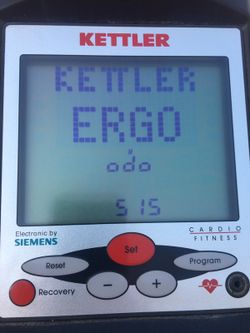 KETTLER
KETTLER
ERGO
odo
515
Electronic by
SIEMENS
CARDIO
FITNESS
Set
Reset
Program
Recovery
−
+